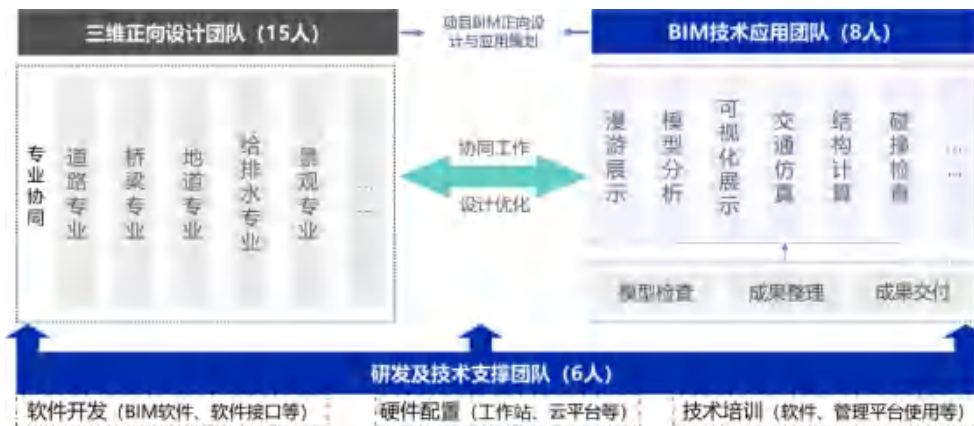 三维正向设计团队（15人）
项目BIM正向设
计与应用策划
BIM技术应用团队（8人）
专业协同
道路专业
桥梁专业
地道专业
给排水专业
景观专业
……
协同工作
设计优化
漫游展示
模型分析
可视化展示
交通仿真
结构计算
碰撞检查
……
模型检查
成果整理
成果交付
研发及技术支撑团队（6人）
软件开发（BIM软件、软件接口等）
硬件配置（工作站、云平台等）
技术培训（软件、管理平台使用等）